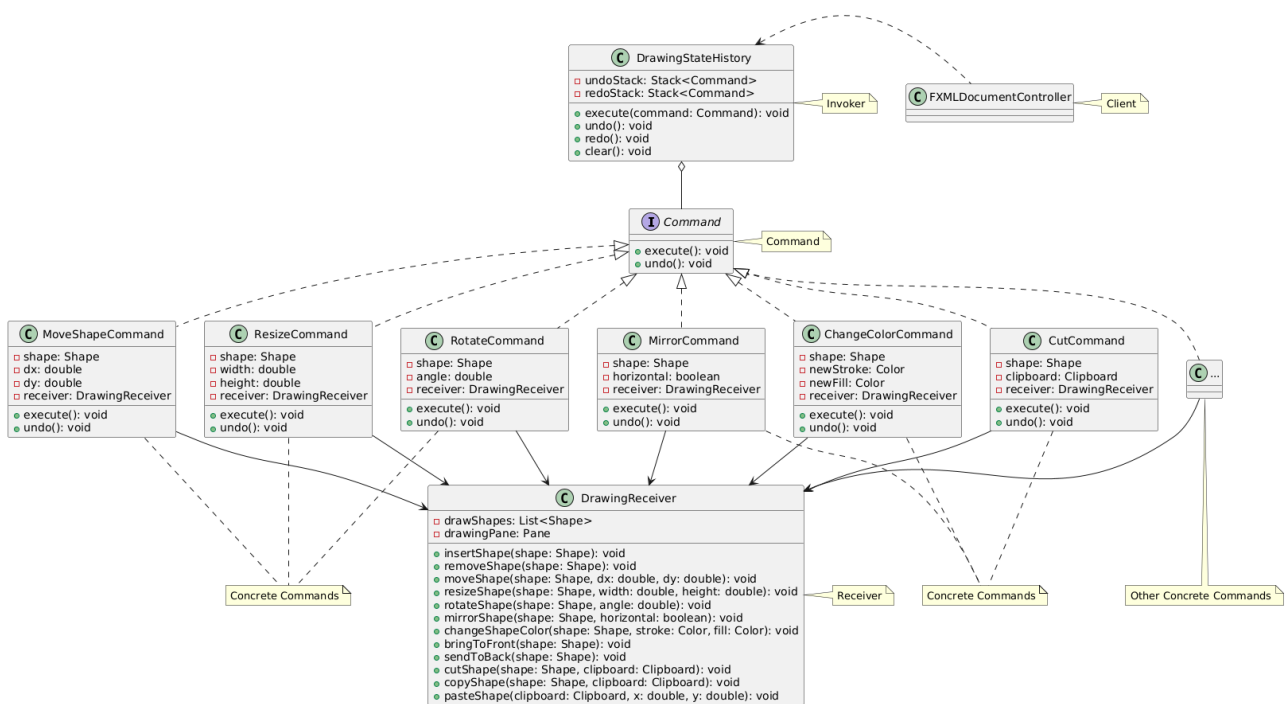 C DrawingStateHistory
undoStack: Stack<Command>
redoStack: Stack<Command>
execute(command: Command): void
undo(): void
redo(): void
clear(): void
Invoker
C FXMLDocumentController
Client
I Command
execute(): void
undo(): void
Command
C MoveShapeCommand
shape: Shape
dx: double
dy: double
receiver: DrawingReceiver
execute(): void
undo(): void
C ResizeCommand
shape: Shape
width: double
height: double
receiver: DrawingReceiver
execute(): void
undo(): void
C RotateCommand
shape: Shape
angle: double
receiver: DrawingReceiver
execute(): void
undo(): void
C MirrorCommand
shape: Shape
horizontal: boolean
receiver: DrawingReceiver
execute(): void
undo(): void
C ChangeColorCommand
shape: Shape
newStroke: Color
newFill: Color
receiver: DrawingReceiver
execute(): void
undo(): void
C CutCommand
shape: Shape
clipboard: Clipboard
receiver: DrawingReceiver
execute(): void
undo(): void
C ...
C DrawingReceiver
drawShapes: List<Shape>
drawingPane: Pane
insertShape(shape: Shape): void
removeShape(shape: Shape): void
moveShape(shape: Shape, dx: double, dy: double): void
resizeShape(shape: Shape, width: double, height: double): void
rotateShape(shape: Shape, angle: double): void
mirrorShape(shape: Shape, horizontal: boolean): void
changeShapeColor(shape: Shape, stroke: Color, fill: Color): void
bringToFront(shape: Shape): void
sendToBack(shape: Shape): void
cutShape(shape: Shape, clipboard: Clipboard): void
copyShape(shape: Shape, clipboard: Clipboard): void
pasteShape(clipboard: Clipboard, x: double, y: double): void
Concrete Commands
Receiver
Concrete Commands
Other Concrete Commands